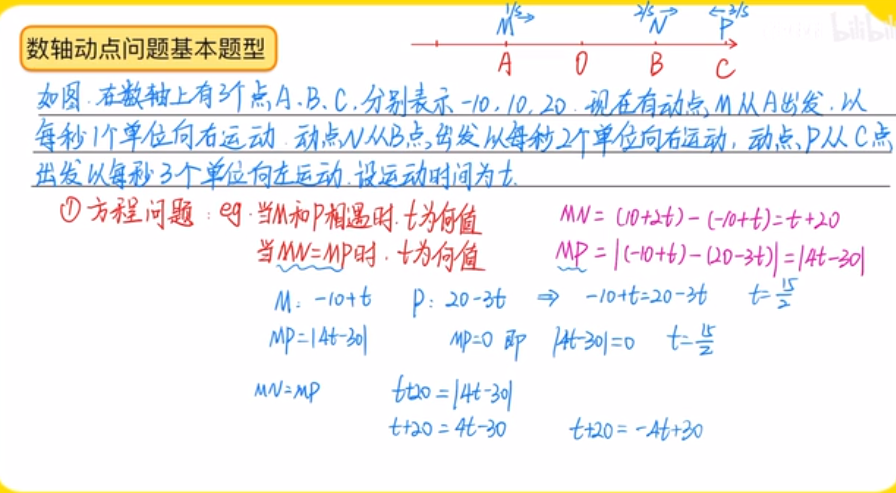 1/s→ 2/s→ ←3/s
M N P
数轴动点问题基本题型
A O B C
bilibili
如图.在数轴上有3个点A、B、C.分别表示-10,10,20.现在有动点M从A出发.以
每秒1个单位向右运动.动点N从B点出发以每秒2个单位向右运动,动点P从C点
出发以每秒3个单位向左运动.设运动时间为t.
①方程问题:eg.当M和P相遇时.t为何值 MN=(10+2t)-(-10+t)=t+20
当MN=MP时.t为何值 MP=|(-10+t)-(20-3t)|=|4t-30|
M:-10+t P:20-3t ⇒ -10+t=20-3t t=15/2
MP=|4t-30| MP=0 即 |4t-30|=0 t=15/2
MN=MP t+20=|4t-30|
t+20=4t-30 t+20=-4t+30